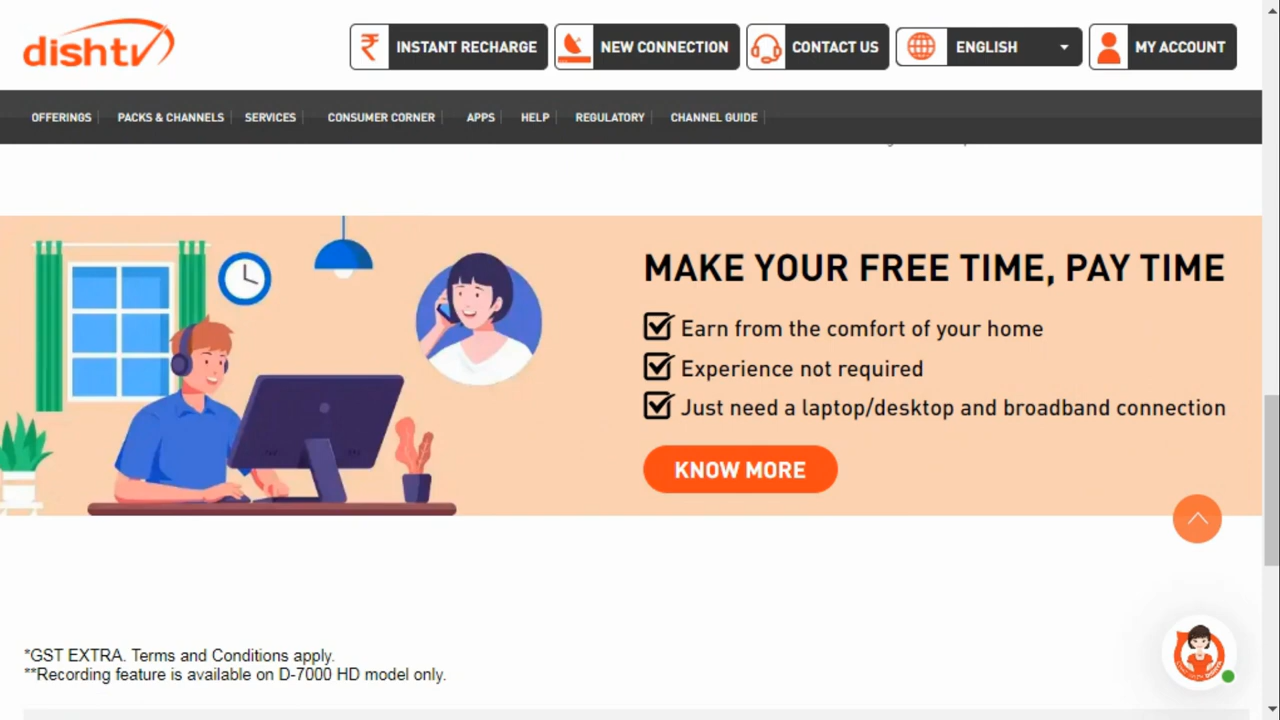 dishtv
₹ INSTANT RECHARGE
NEW CONNECTION
CONTACT US
ENGLISH
MY ACCOUNT
OFFERINGS
PACKS & CHANNELS
SERVICES
CONSUMER CORNER
APPS
HELP
REGULATORY
CHANNEL GUIDE
MAKE YOUR FREE TIME, PAY TIME
Earn from the comfort of your home
Experience not required
Just need a laptop/desktop and broadband connection
KNOW MORE
*GST EXTRA. Terms and Conditions apply.
**Recording feature is available on D-7000 HD model only.